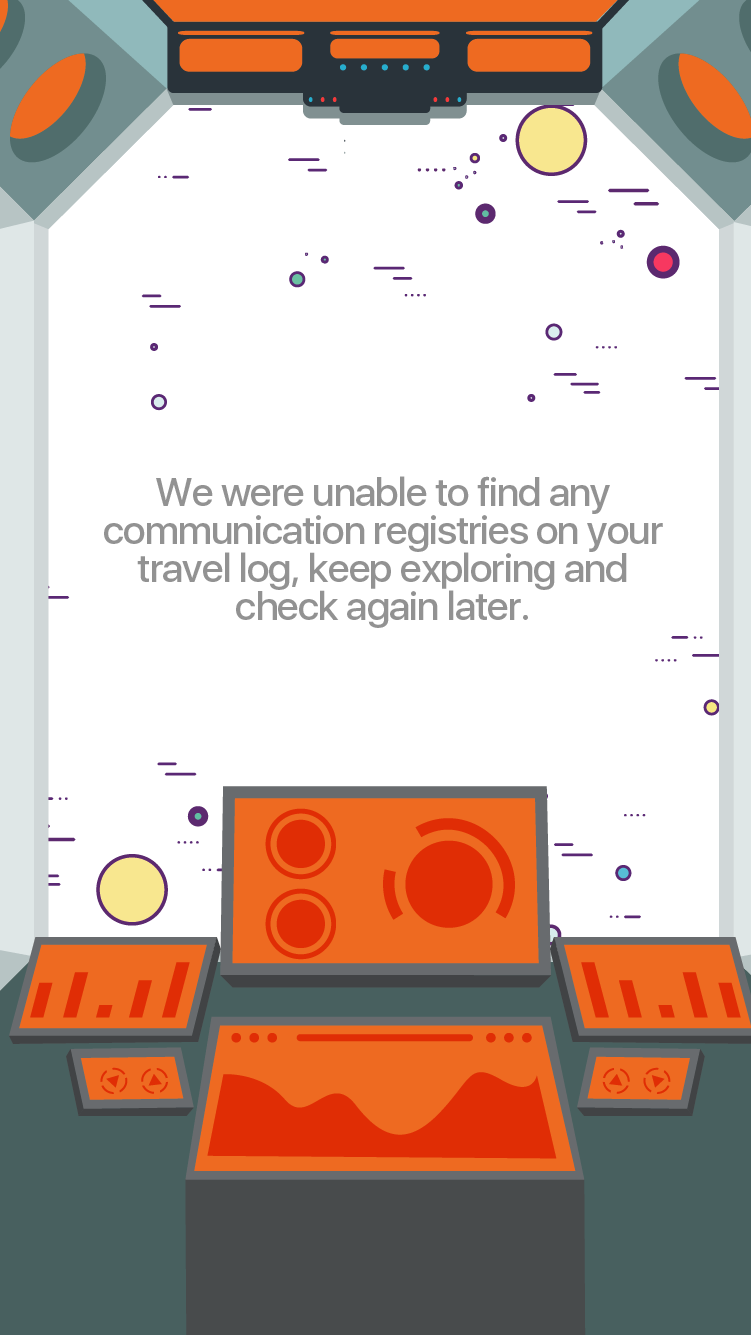 We were unable to find any
communication registries on your
travel log, keep exploring and
check again later.